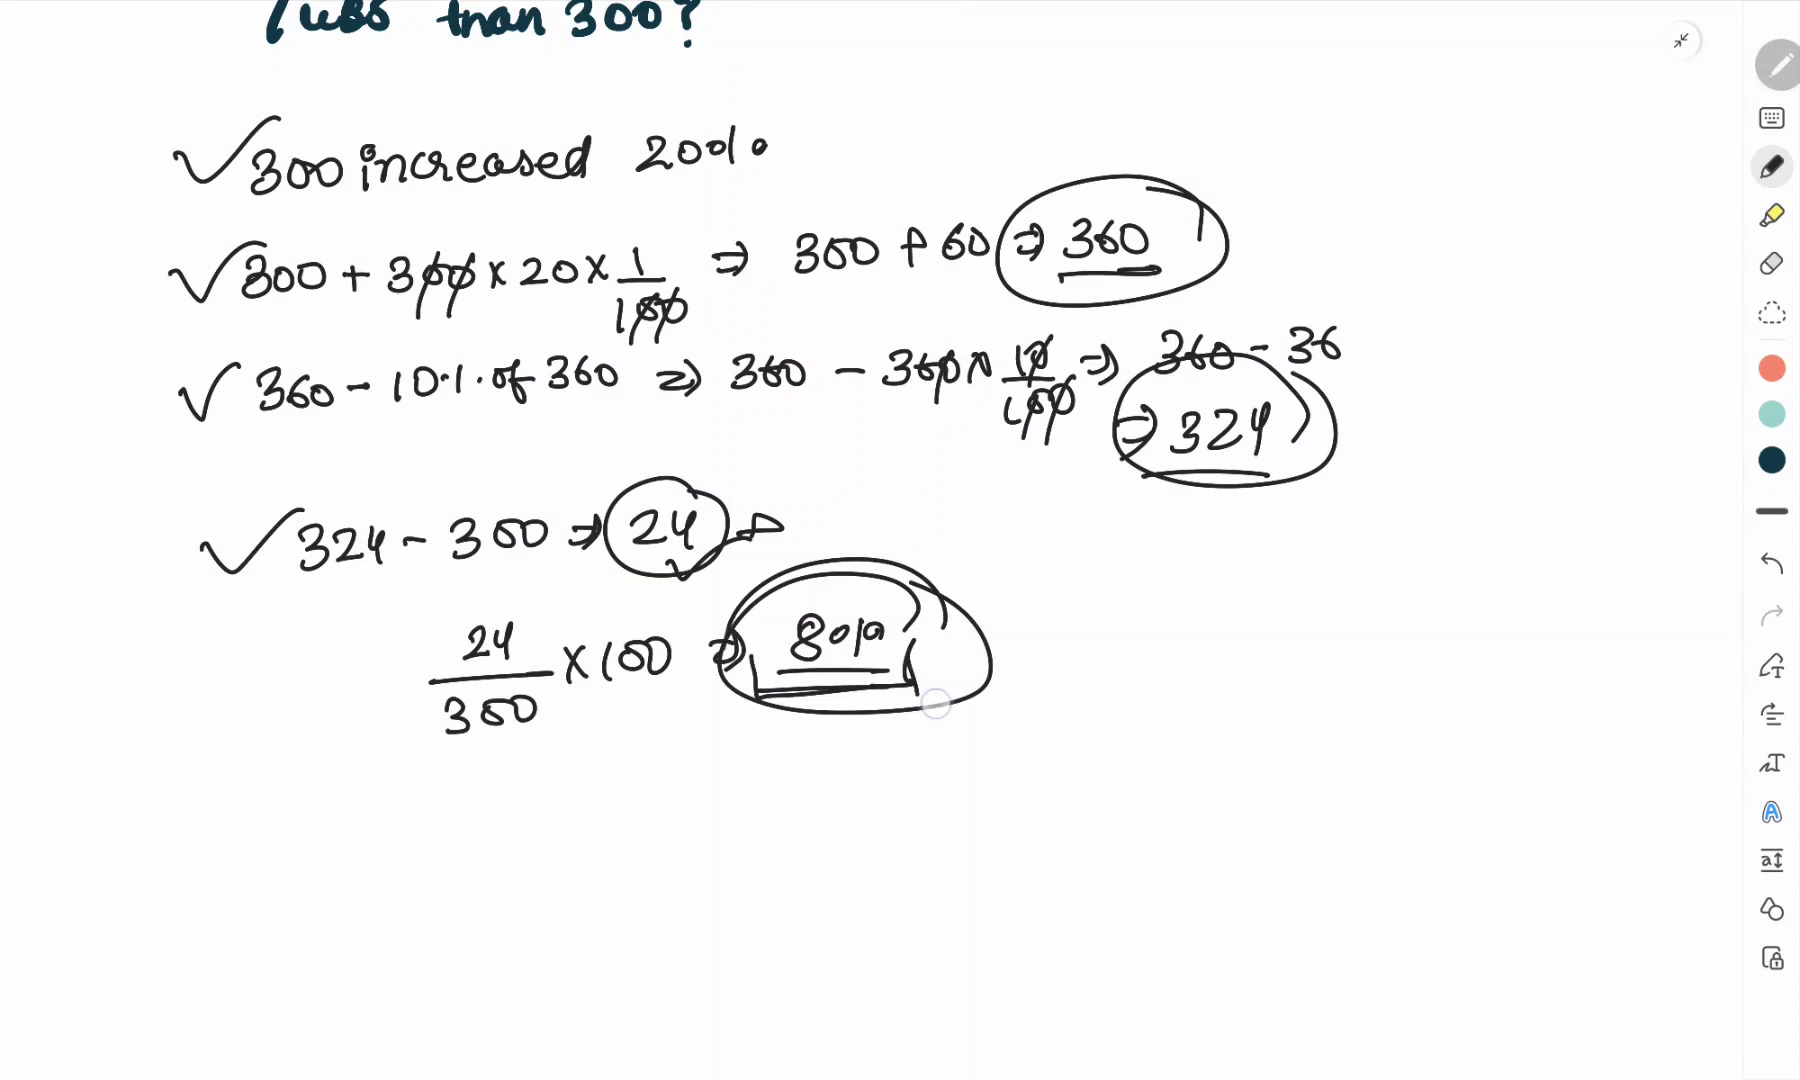 / less than 300?
300 increased 20%
300 + 300 × 20 × 1/100 ⇒ 300 + 60 ⇒ 360
360 - 10% of 360 ⇒ 360 - 360 × 10/100 ⇒ 360 - 36
⇒ 324
324 - 300 ⇒ 24
24/300 × 100 ⇒ 8%